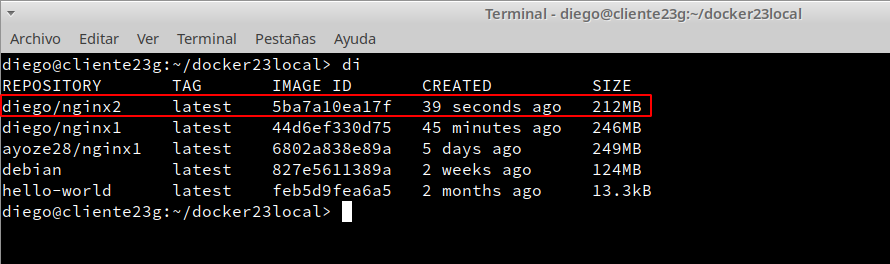 Terminal - diego@cliente23g:~/docker23local
Archivo Editar Ver Terminal Pestañas Ayuda
diego@cliente23g:~/docker23local> di
REPOSITORY TAG IMAGE ID CREATED SIZE
diego/nginx2 latest 5ba7a10ea17f 39 seconds ago 212MB
diego/nginx1 latest 44d6ef330d75 45 minutes ago 246MB
ayoze28/nginx1 latest 6802a838e89a 5 days ago 249MB
debian latest 827e5611389a 2 weeks ago 124MB
hello-world latest feb5d9fea6a5 2 months ago 13.3kB
diego@cliente23g:~/docker23local>